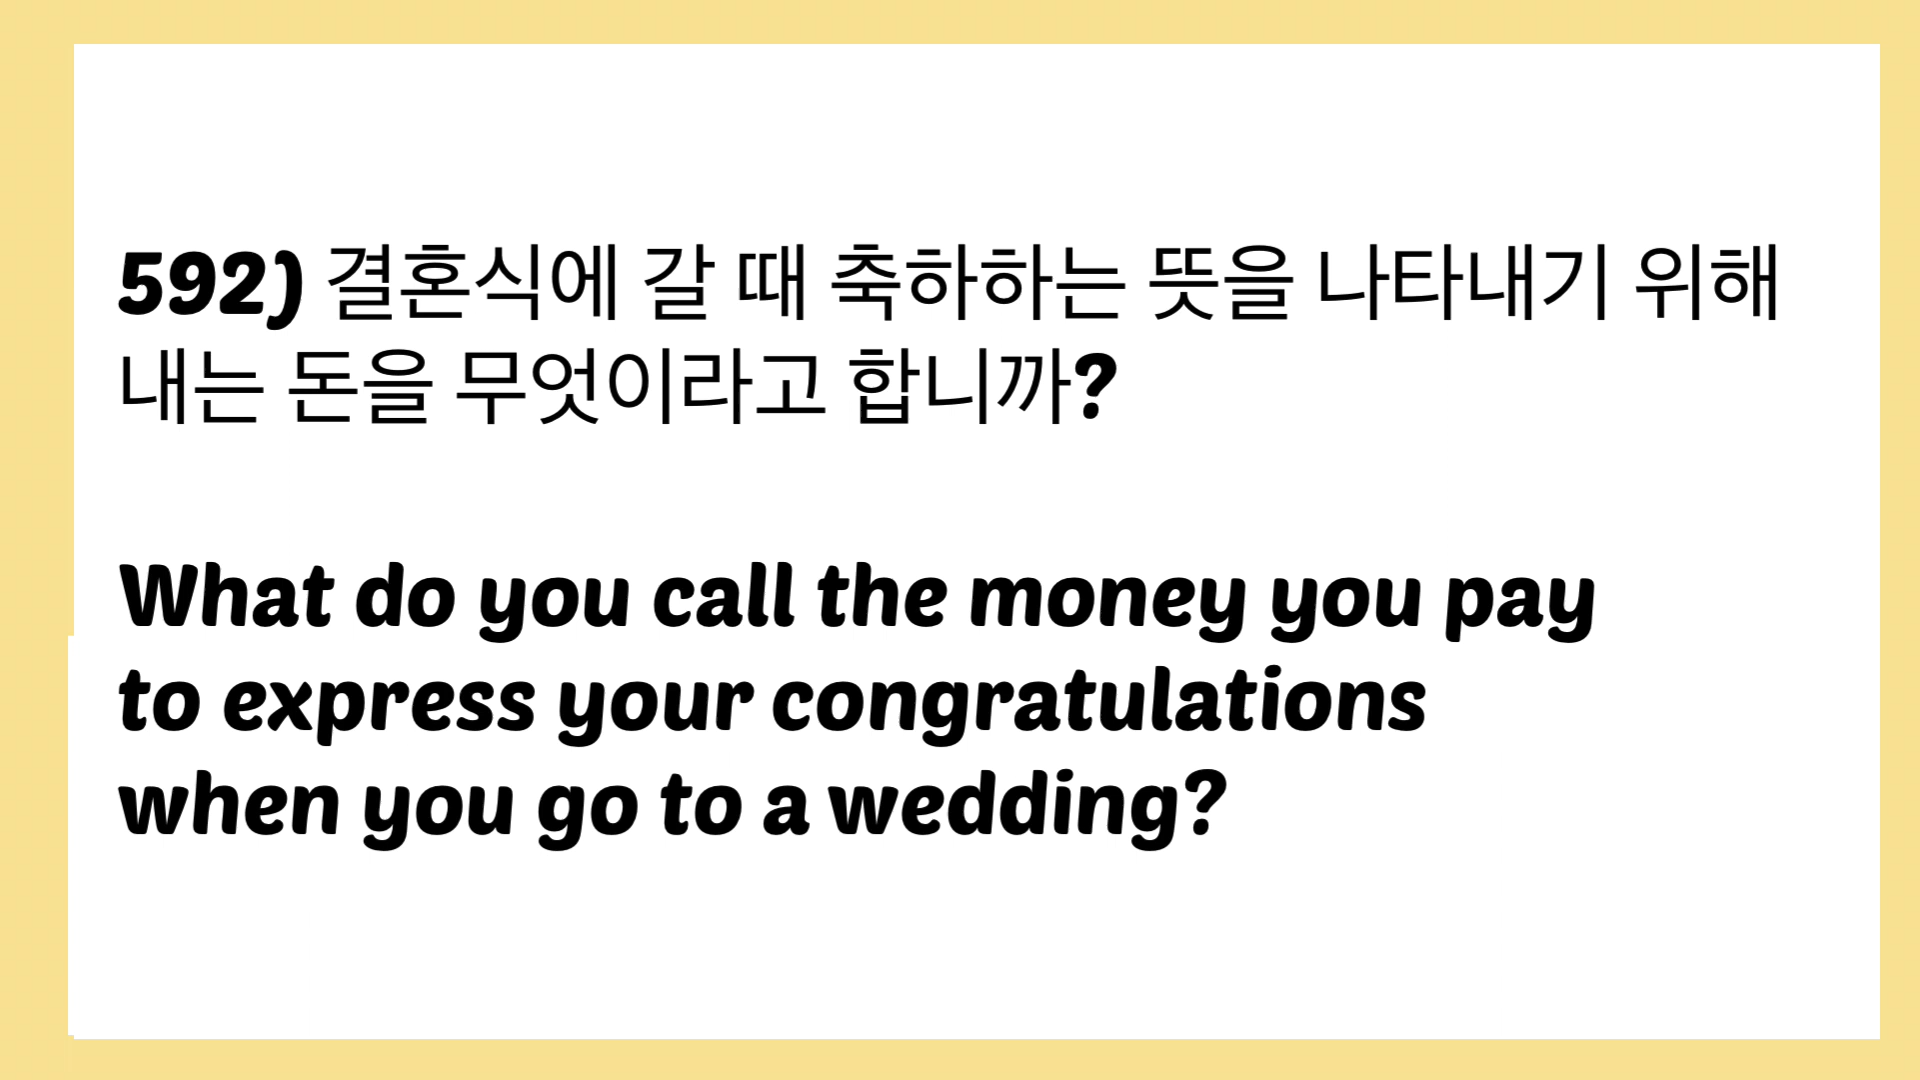 592) 결혼식에 갈 때 축하하는 뜻을 나타내기 위해
내는 돈을 무엇이라고 합니까?
What do you call the money you pay
to express your congratulations
when you go to a wedding?